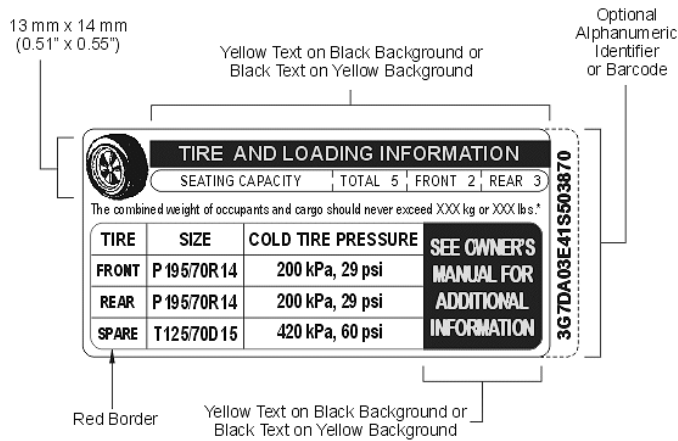 13 mm x 14 mm
(0.51" x 0.55")
Yellow Text on Black Background or
Black Text on Yellow Background
Optional
Alphanumeric
Identifier
or Barcode
TIRE AND LOADING INFORMATION
SEATING CAPACITY TOTAL 5 FRONT 2 REAR 3
The combined weight of occupants and cargo should never exceed XXX kg or XXX lbs.*
TIRE SIZE COLD TIRE PRESSURE
FRONT P195/70R14 200 kPa, 29 psi
REAR P195/70R14 200 kPa, 29 psi
SPARE T125/70D15 420 kPa, 60 psi
SEE OWNER'S
MANUAL FOR
ADDITIONAL
INFORMATION
3G7DA03E41S503870
Red Border
Yellow Text on Black Background or
Black Text on Yellow Background